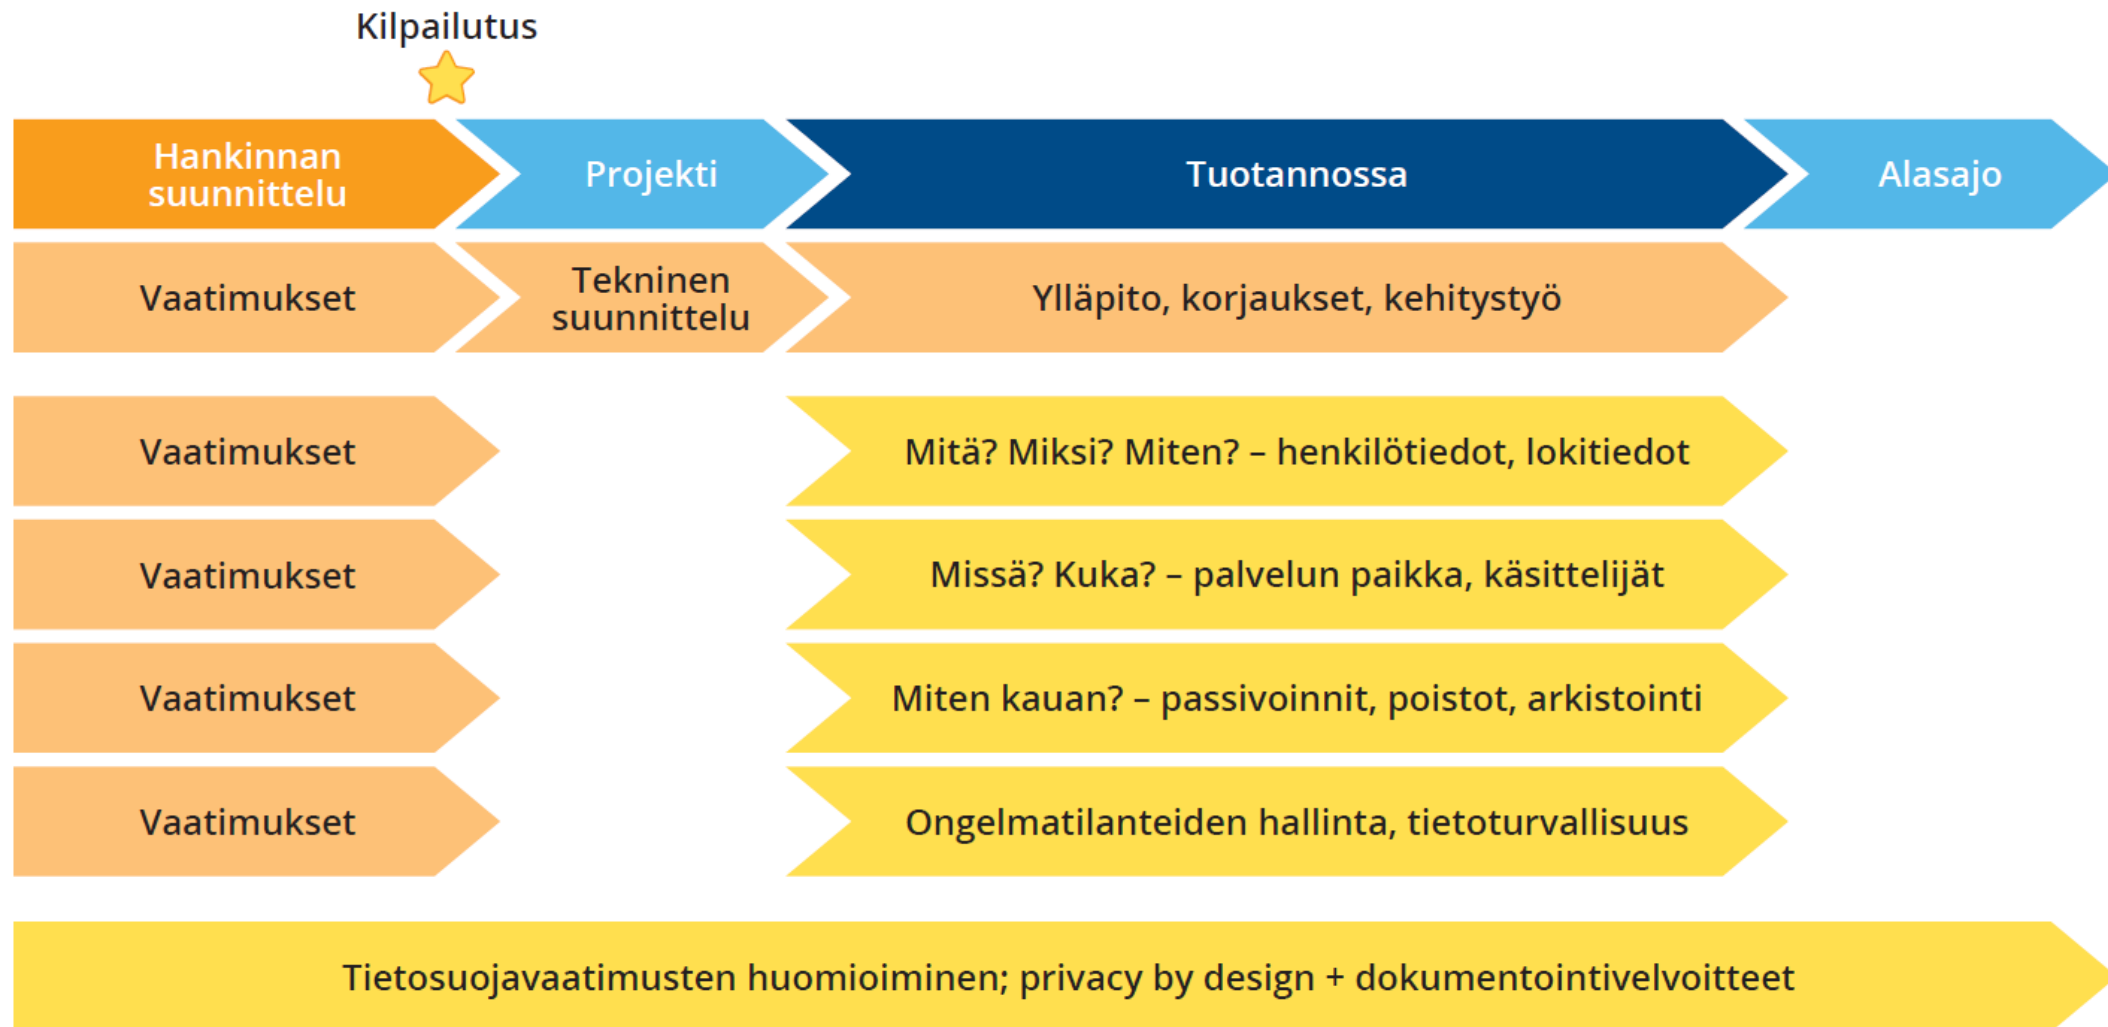 Kilpailutus
Hankinnan
suunnittelu
Projekti
Tuotannossa
Alasajo
Vaatimukset
Tekninen
suunnittelu
Ylläpito, korjaukset, kehitystyö
Vaatimukset
Mitä? Miksi? Miten? – henkilötiedot, lokitiedot
Vaatimukset
Missä? Kuka? – palvelun paikka, käsittelijät
Vaatimukset
Miten kauan? – passivoinnit, poistot, arkistointi
Vaatimukset
Ongelmatilanteiden hallinta, tietoturvallisuus
Tietosuojavaatimusten huomioiminen; privacy by design + dokumentointivelvoitteet